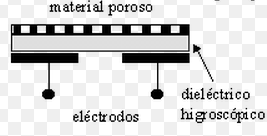 material poroso
dieléctrico
higroscópico
eléctrodos